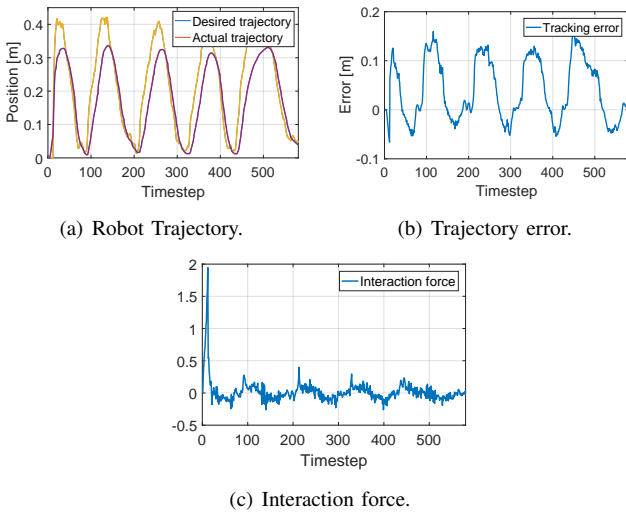 Desired trajectory
Actual trajectory
Position [m]
0.4
0.3
0.2
0.1
0
0 100 200 300 400 500
Timestep
(a) Robot Trajectory.
Tracking error
Error [m]
0.2
0.1
0
-0.1
0 100 200 300 400 500
Timestep
(b) Trajectory error.
Interaction force
2
1.5
1
0.5
0
-0.5
0 100 200 300 400 500
Timestep
(c) Interaction force.